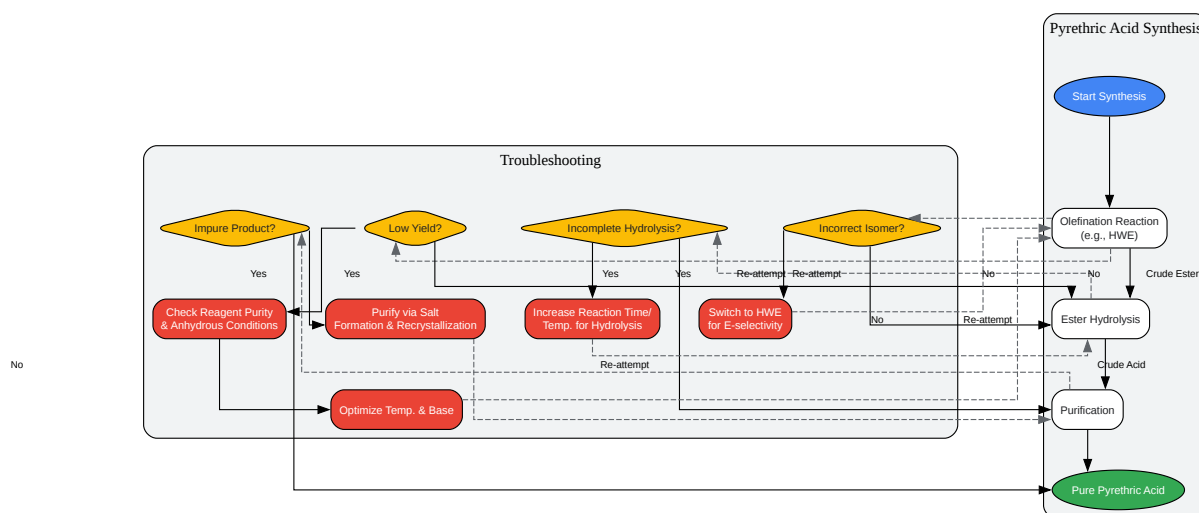 Pyrethric Acid Synthesis
Start Synthesis
Troubleshooting
Impure Product?
Low Yield?
Incomplete Hydrolysis?
Incorrect Isomer?
Olefination Reaction
(e.g., HWE)
Yes
Yes
Yes
Yes
Re-attempt
Re-attempt
No
No
Crude Ester
Check Reagent Purity
& Anhydrous Conditions
Purify via Salt
Formation & Recrystallization
Increase Reaction Time/
Temp. for Hydrolysis
Switch to HWE
for E-selectivity
No
Re-attempt
Ester Hydrolysis
No
Re-attempt
Crude Acid
Optimize Temp. & Base
Purification
Pure Pyrethric Acid